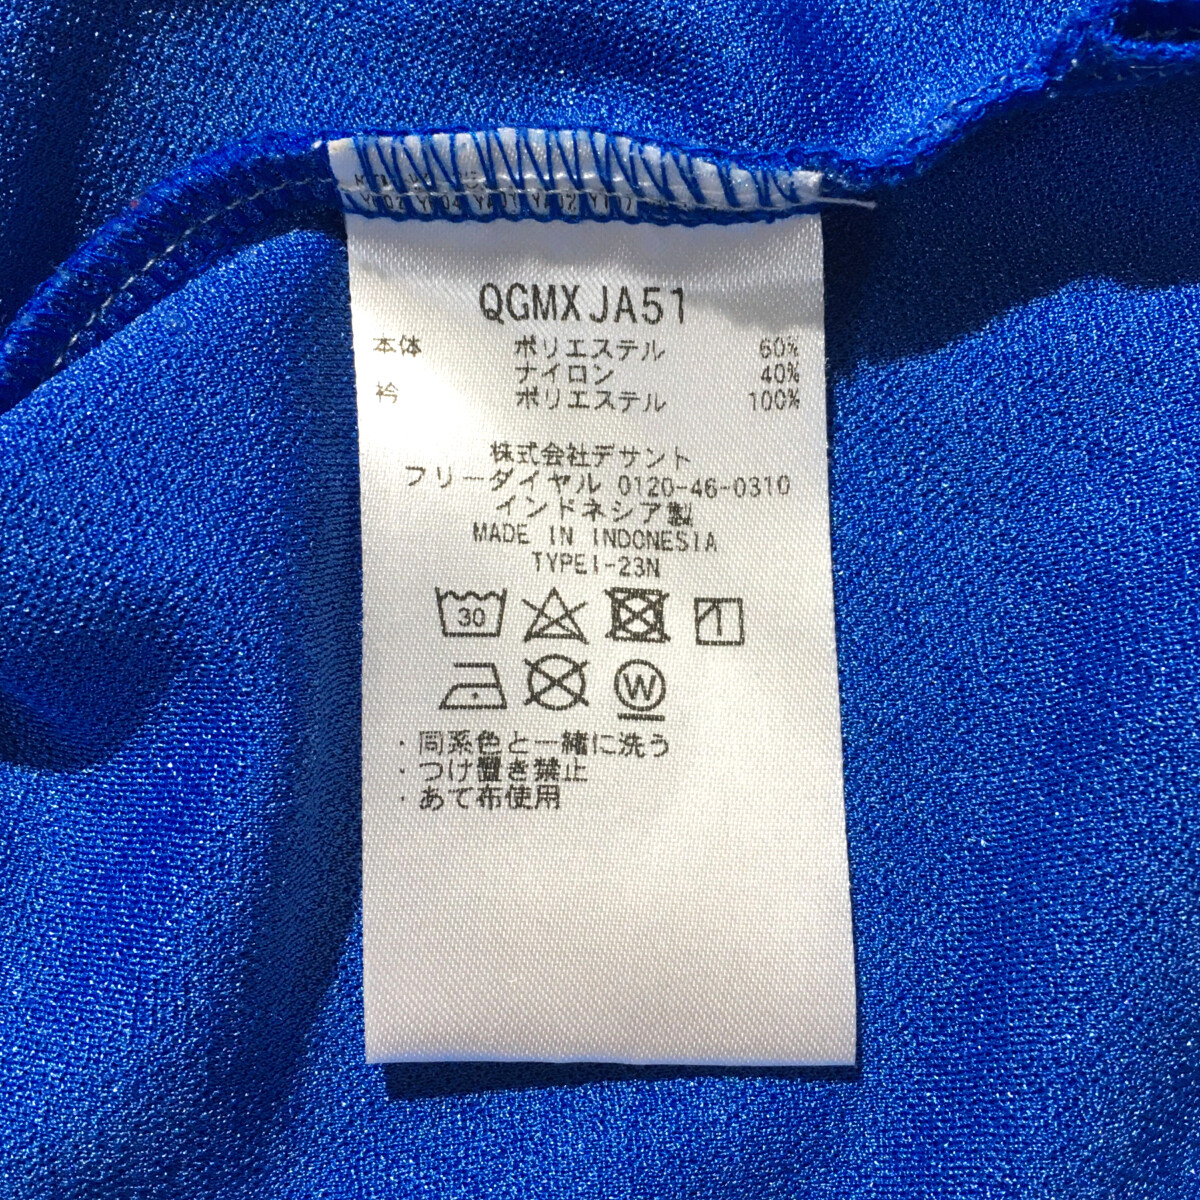 QGMXJA51
本体 ポリエステル 60%
ナイロン 40%
衿 ポリエステル 100%
株式会社デサント
フリーダイヤル 0120-46-0310
インドネシア製
MADE IN INDONESIA
TYPEI-23N
30
W
・同系色と一緒に洗う
・つけ置き禁止
・あて布使用